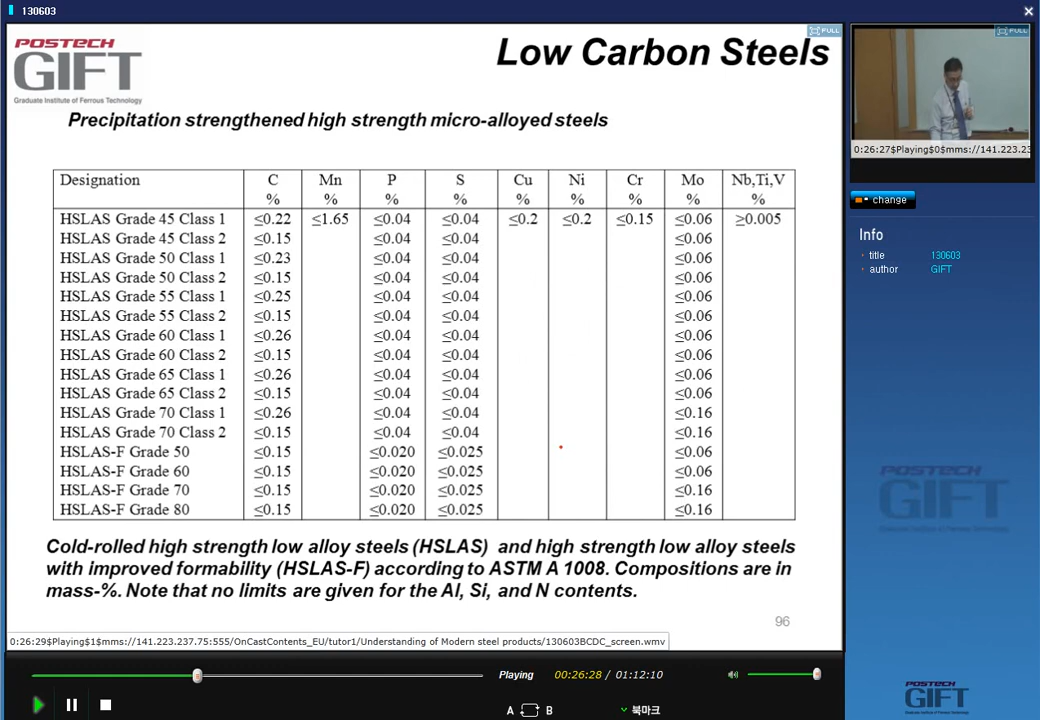 130603
FULL
POSTECH
GIFT
Graduate Institute of Ferrous Technology
Low Carbon Steels
Precipitation strengthened high strength micro-alloyed steels
Designation C % Mn % P % S % Cu % Ni % Cr % Mo % Nb,Ti,V %
HSLAS Grade 45 Class 1 ≤0.22 ≤1.65 ≤0.04 ≤0.04 ≤0.2 ≤0.2 ≤0.15 ≤0.06 ≥0.005
HSLAS Grade 45 Class 2 ≤0.15 ≤0.04 ≤0.04 ≤0.06
HSLAS Grade 50 Class 1 ≤0.23 ≤0.04 ≤0.04 ≤0.06
HSLAS Grade 50 Class 2 ≤0.15 ≤0.04 ≤0.04 ≤0.06
HSLAS Grade 55 Class 1 ≤0.25 ≤0.04 ≤0.04 ≤0.06
HSLAS Grade 55 Class 2 ≤0.15 ≤0.04 ≤0.04 ≤0.06
HSLAS Grade 60 Class 1 ≤0.26 ≤0.04 ≤0.04 ≤0.06
HSLAS Grade 60 Class 2 ≤0.15 ≤0.04 ≤0.04 ≤0.06
HSLAS Grade 65 Class 1 ≤0.26 ≤0.04 ≤0.04 ≤0.06
HSLAS Grade 65 Class 2 ≤0.15 ≤0.04 ≤0.04 ≤0.06
HSLAS Grade 70 Class 1 ≤0.26 ≤0.04 ≤0.04 ≤0.16
HSLAS Grade 70 Class 2 ≤0.15 ≤0.04 ≤0.04 ≤0.16
HSLAS-F Grade 50 ≤0.15 ≤0.020 ≤0.025 ≤0.06
HSLAS-F Grade 60 ≤0.15 ≤0.020 ≤0.025 ≤0.06
HSLAS-F Grade 70 ≤0.15 ≤0.020 ≤0.025 ≤0.16
HSLAS-F Grade 80 ≤0.15 ≤0.020 ≤0.025 ≤0.16
Cold-rolled high strength low alloy steels (HSLAS) and high strength low alloy steels
with improved formability (HSLAS-F) according to ASTM A 1008. Compositions are in
mass-%. Note that no limits are given for the Al, Si, and N contents.
96
0:26:29$Playing$1$mms://141.223.237.75:555/OnCastContents_EU/tutor1/Understanding of Modern steel products/130603BCDC_screen.wmv
Playing 00:26:28 / 01:12:10
A B 북마크
FULL
0:26:27$Playing$0$mms://141.223.23
change
Info
title 130603
author GIFT
POSTECH
GIFT
Graduate Institute of Ferrous Technology
POSTECH
GIFT